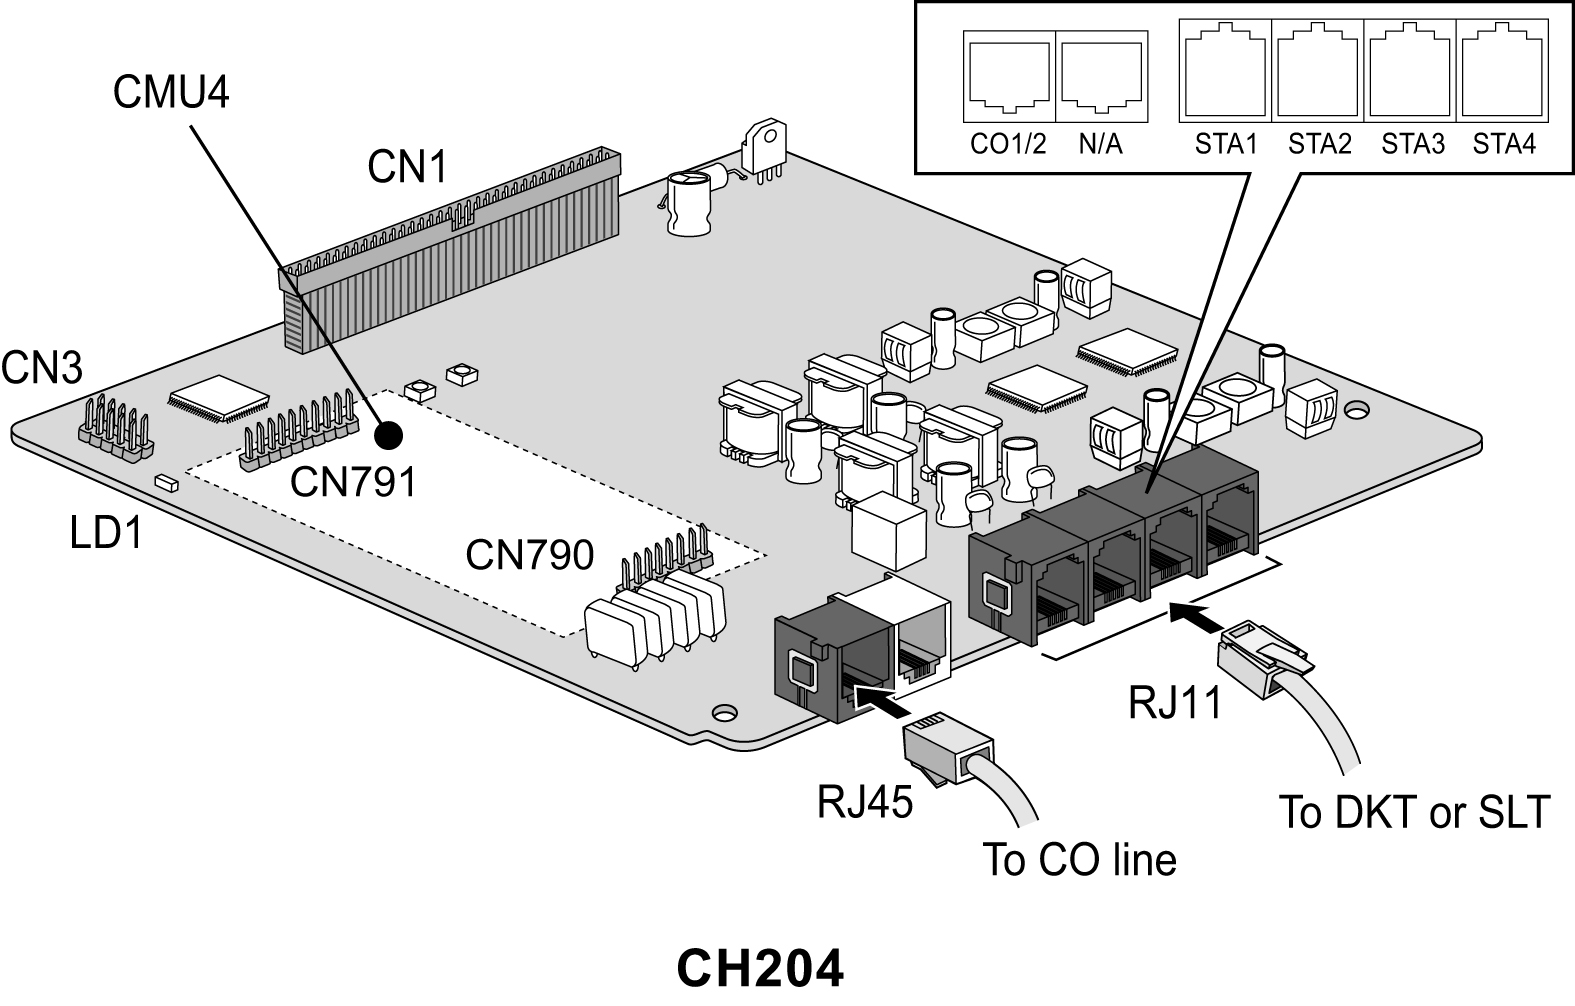 CMU4
CN1
CO1/2 N/A STA1 STA2 STA3 STA4
CN3
CN791
LD1
CN790
RJ11
RJ45
To DKT or SLT
To CO line
CH204